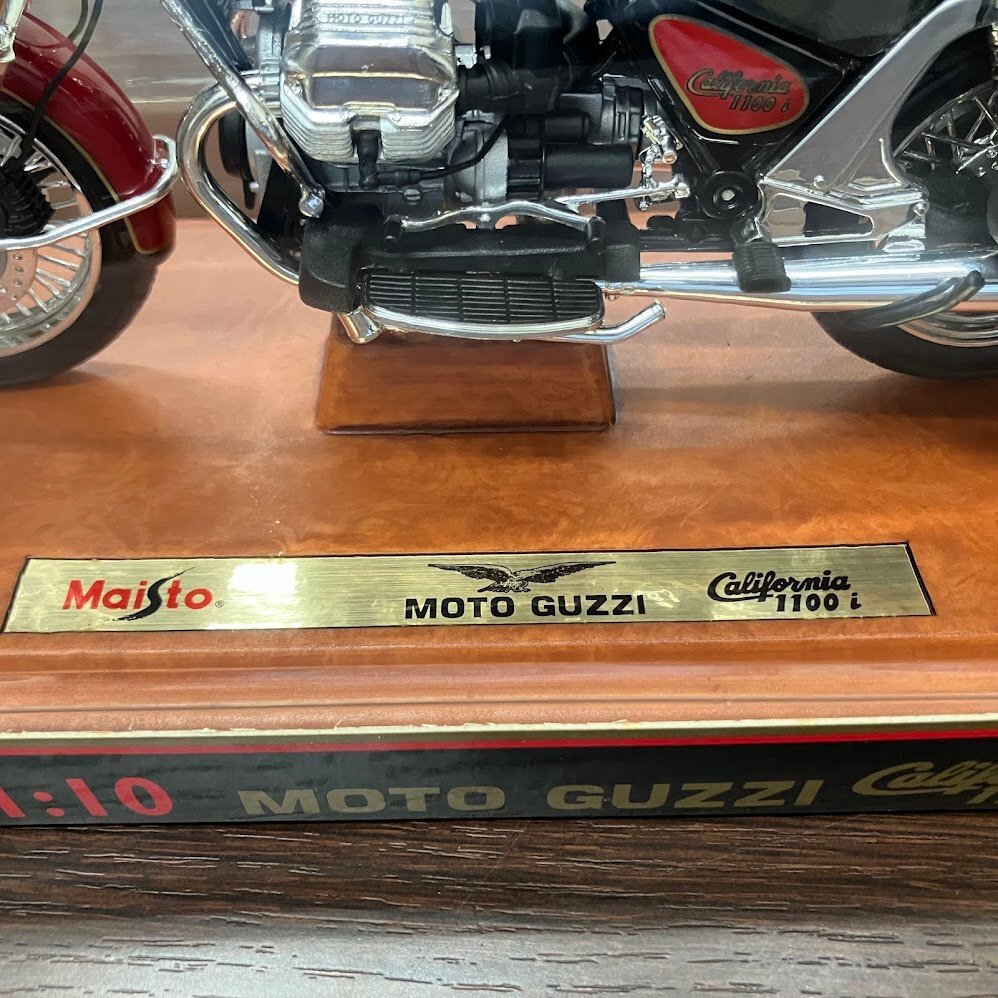 MOTO GUZZI
California
1100 i
Maisto®
MOTO GUZZI
California
1100 i
1:10 MOTO GUZZI